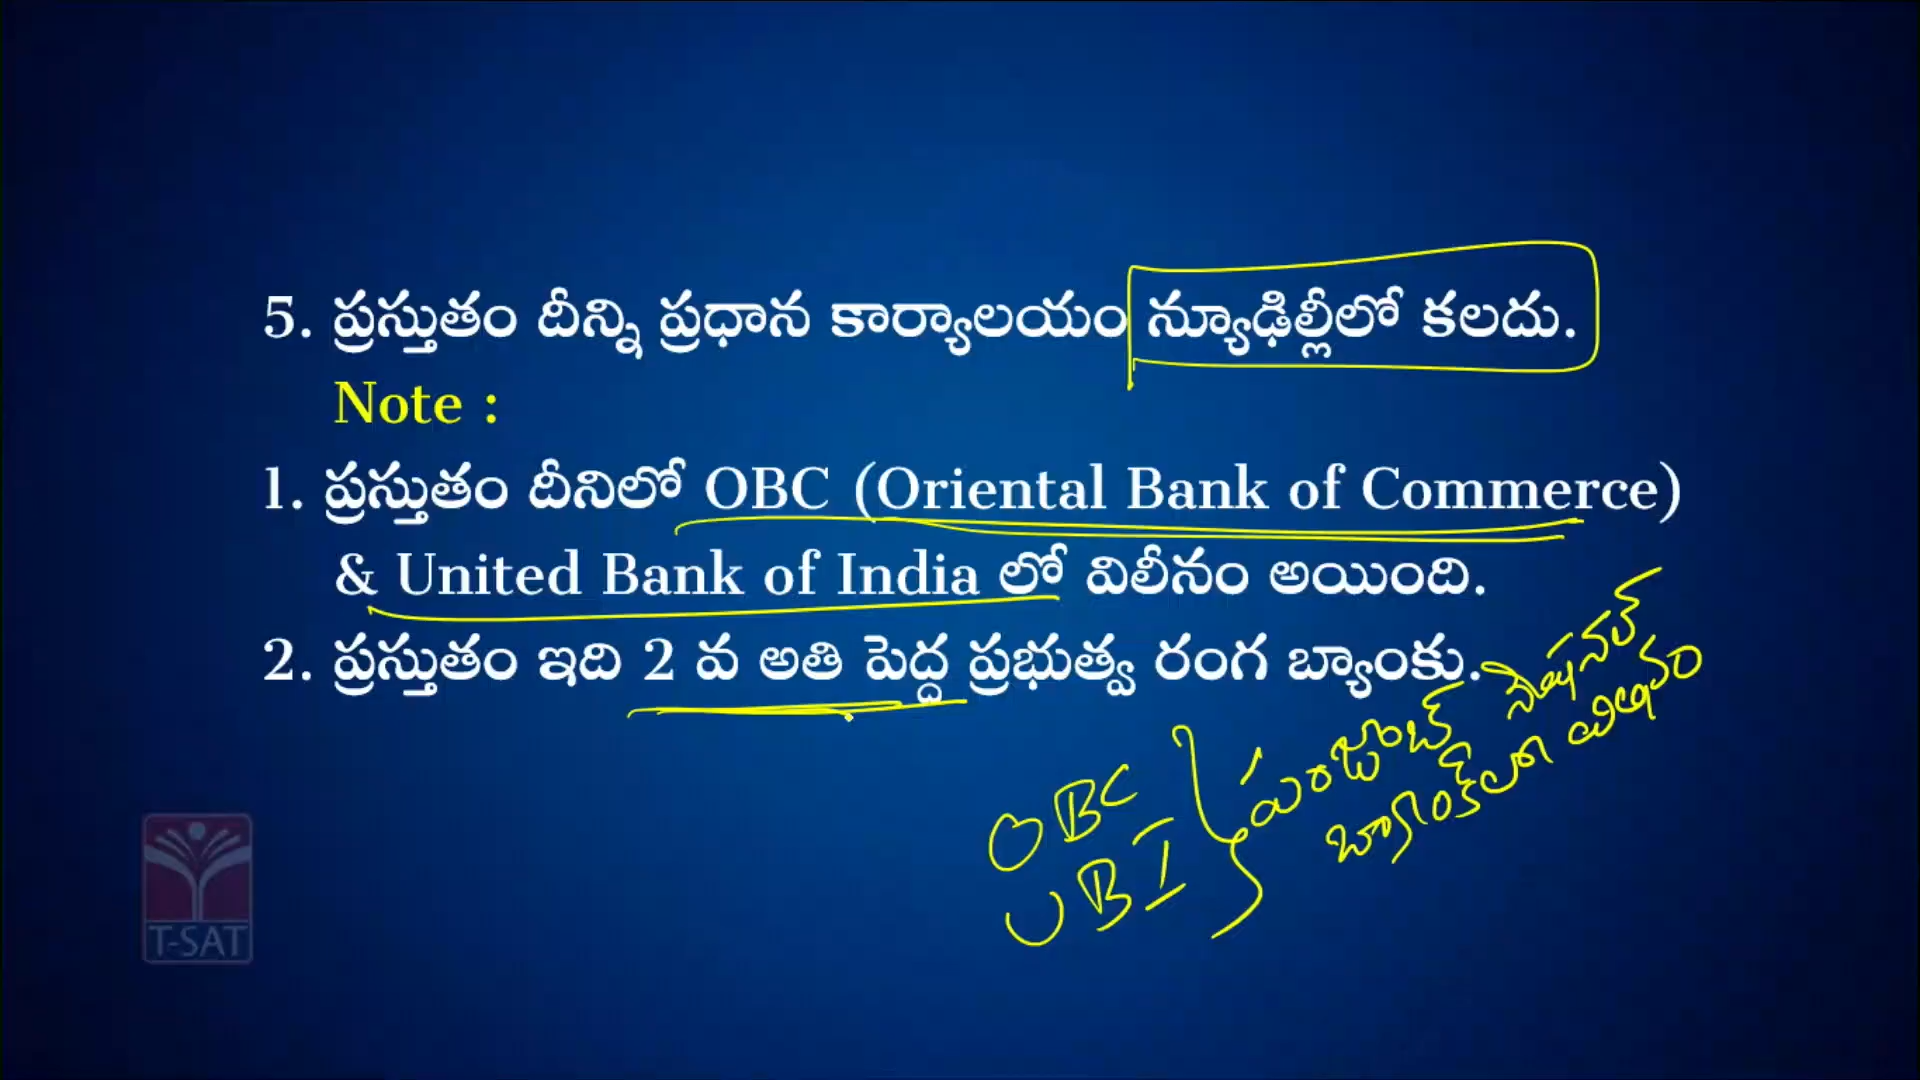 5. ప్రస్తుతం దీన్ని ప్రధాన కార్యాలయం న్యూఢిల్లీలో కలదు.
Note :
1. ప్రస్తుతం దీనిలో OBC (Oriental Bank of Commerce)
& United Bank of India లో విలీనం అయింది.
2. ప్రస్తుతం ఇది 2 వ అతి పెద్ద ప్రభుత్వ రంగ బ్యాంకు.
OBC
UBI
పంజాబ్ నేషనల్
బ్యాంక్‌లో విలీనం
T-SAT